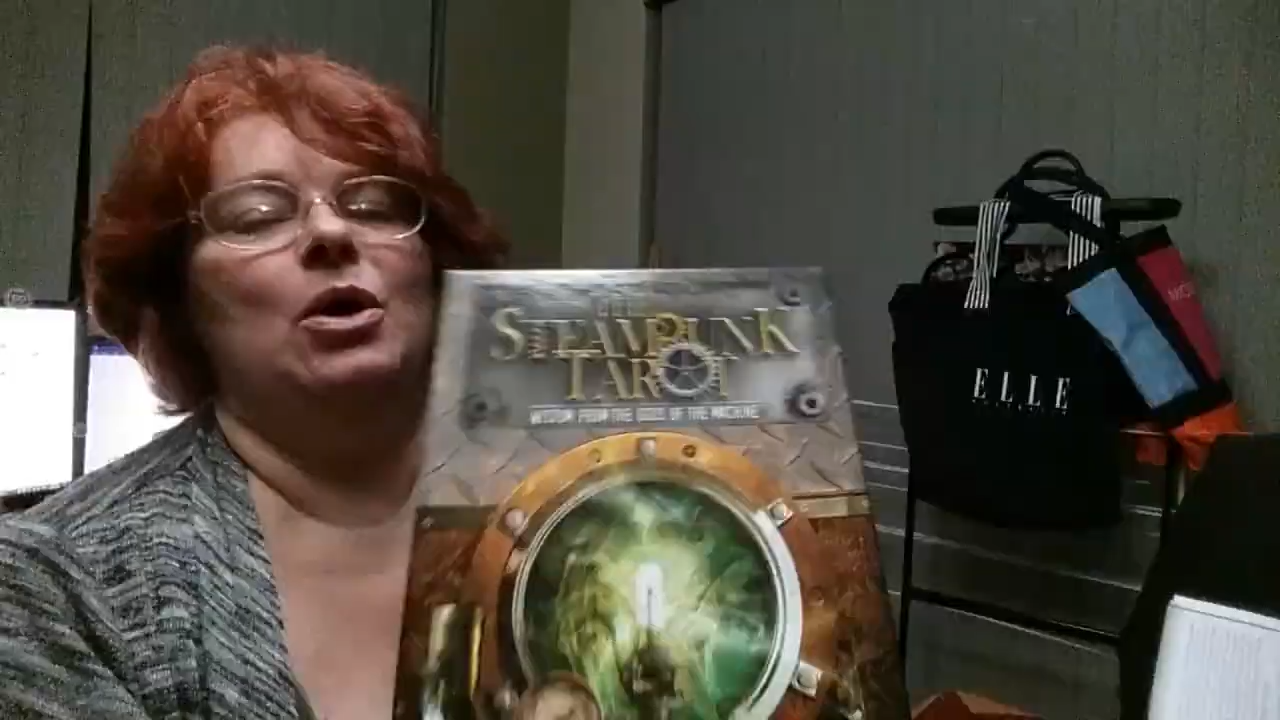 THE
STEAMPUNK
TAROT
WISDOM FROM THE GODS OF THE MACHINE
ELLE